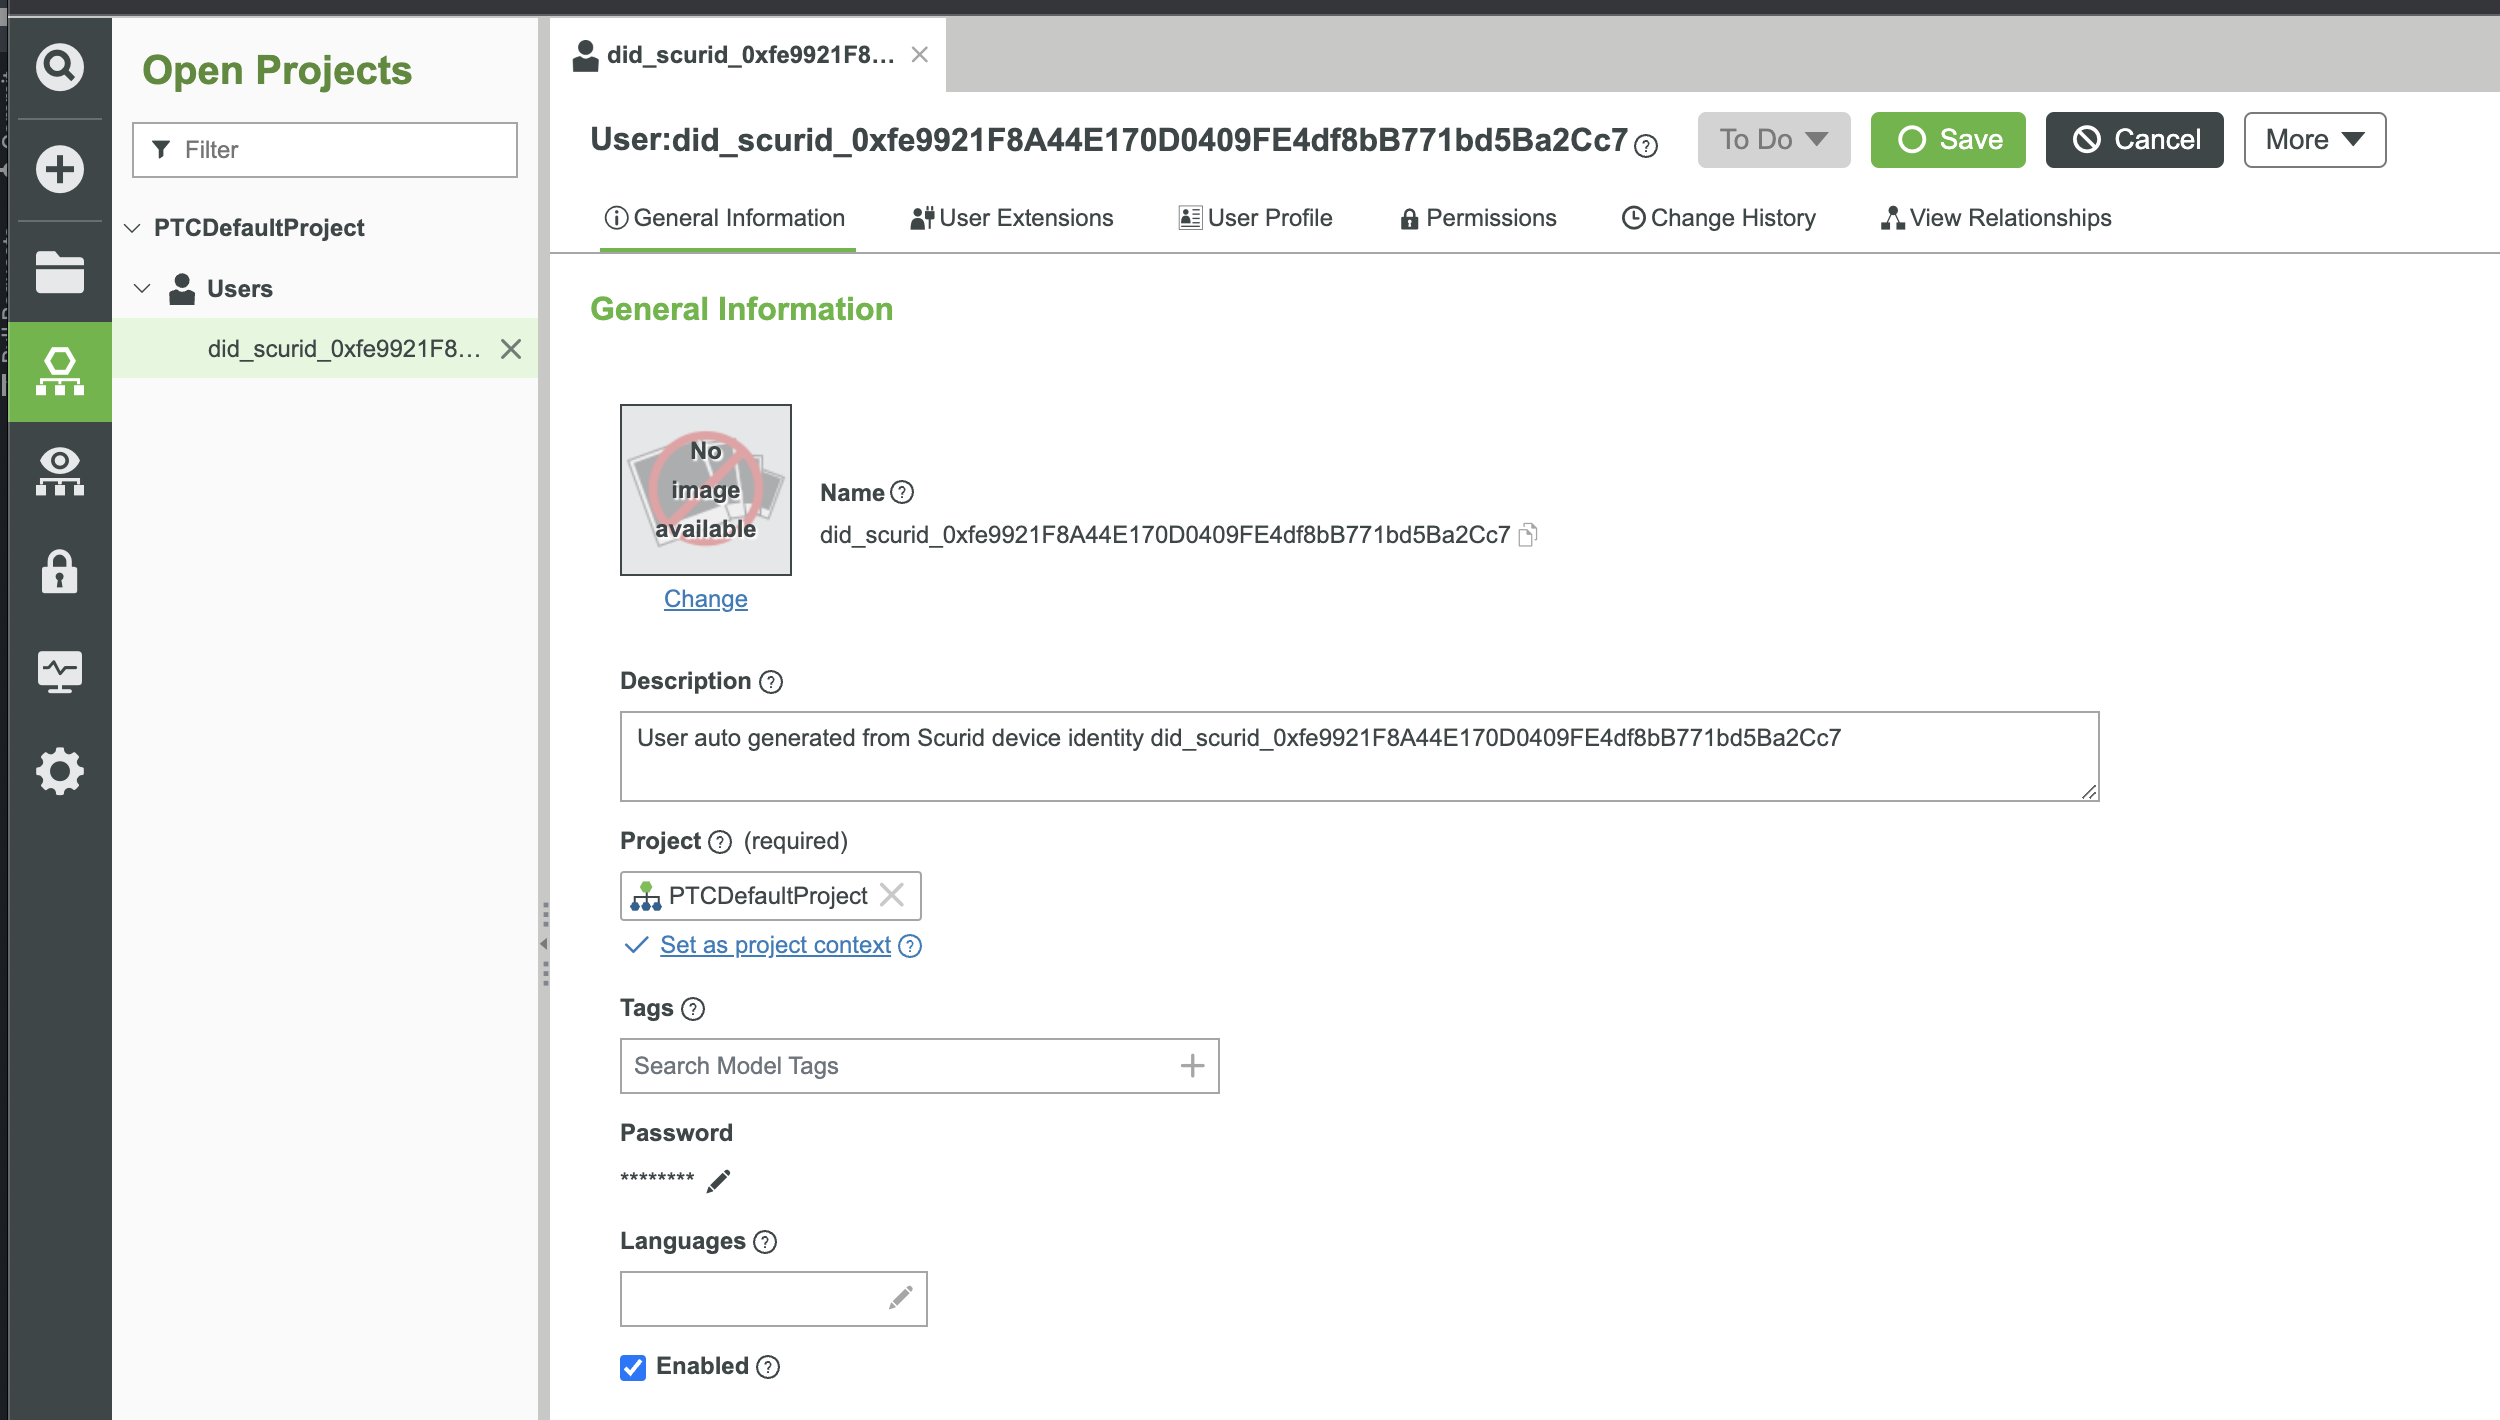 Open Projects
Filter
PTCDefaultProject
Users
did_scurid_0xfe9921F8...
did_scurid_0xfe9921F8...
User:did_scurid_0xfe9921F8A44E170D0409FE4df8bB771bd5Ba2Cc7
To Do
Save
Cancel
More
General Information
User Extensions
User Profile
Permissions
Change History
View Relationships
General Information
No
image
available
Change
Name
did_scurid_0xfe9921F8A44E170D0409FE4df8bB771bd5Ba2Cc7
Description
User auto generated from Scurid device identity did_scurid_0xfe9921F8A44E170D0409FE4df8bB771bd5Ba2Cc7
Project (required)
PTCDefaultProject
Set as project context
Tags
Search Model Tags
Password
********
Languages
Enabled